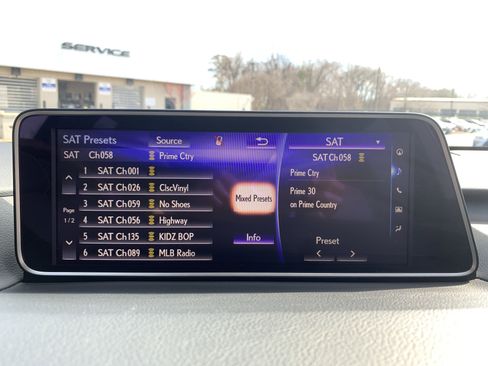 SERVICE
SAT Presets
Source
SAT
SAT Ch058 Prime Ctry
SAT Ch058
1 SAT Ch001
Prime Ctry
2 SAT Ch026 ClscVinyl
Prime 30
3 SAT Ch059 No Shoes
Mixed Presets
on Prime Country
Page
1/2
4 SAT Ch056 Highway
5 SAT Ch135 KIDZ BOP
Info
Preset
6 SAT Ch089 MLB Radio